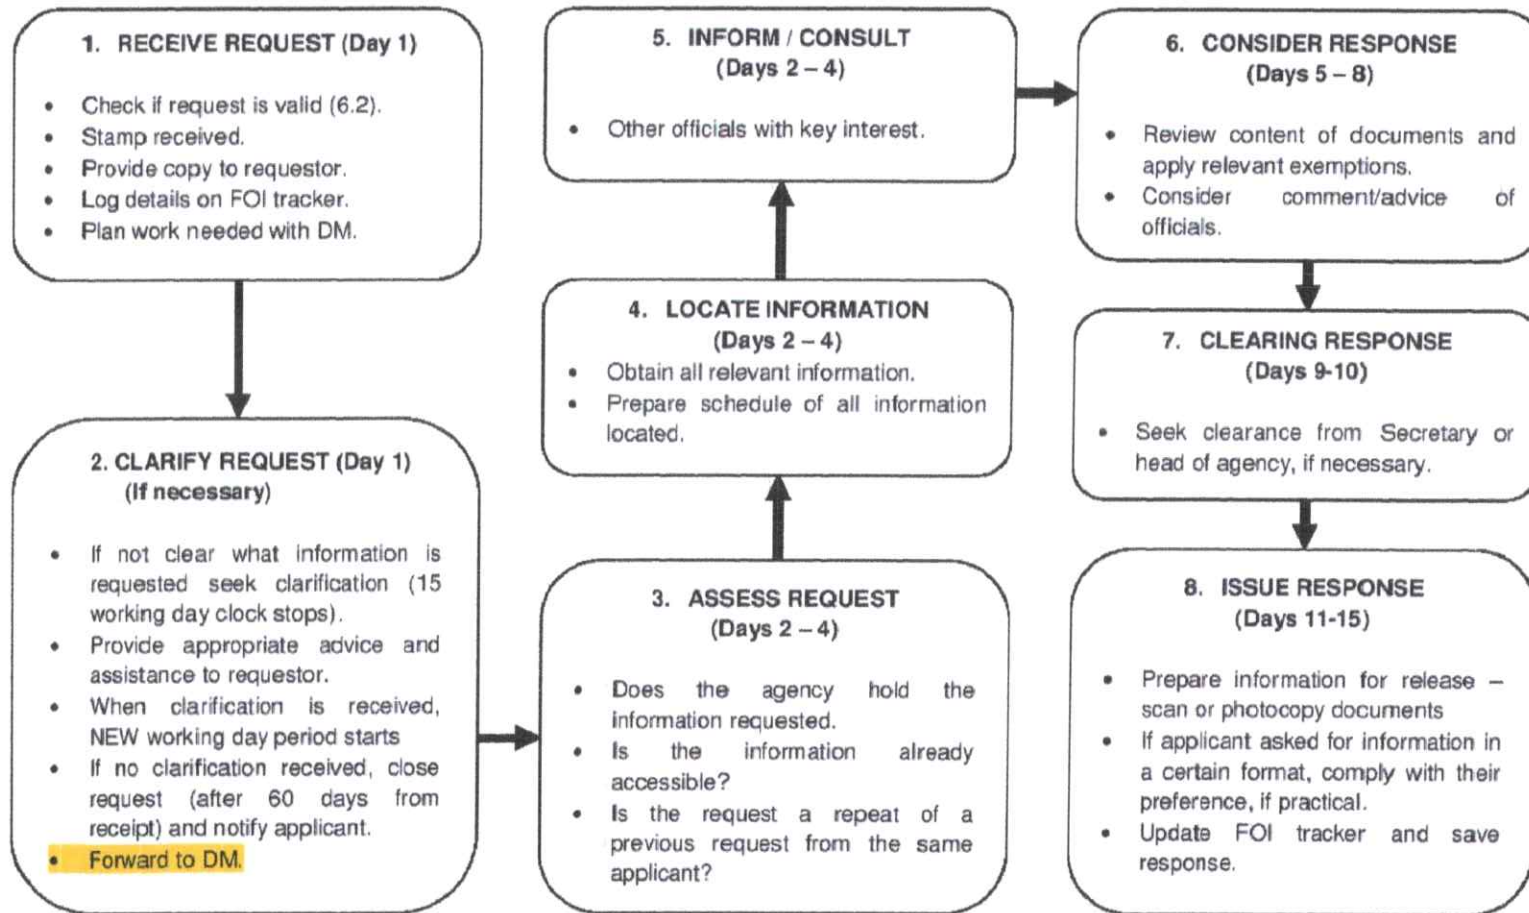 1. RECEIVE REQUEST (Day 1)
• Check if request is valid (6.2).
• Stamp received.
• Provide copy to requestor.
• Log details on FOI tracker.
• Plan work needed with DM.
2. CLARIFY REQUEST (Day 1)
(If necessary)
• If not clear what information is
requested seek clarification (15
working day clock stops).
• Provide appropriate advice and
assistance to requestor.
• When clarification is received,
NEW working day period starts
• If no clarification received, close
request (after 60 days from
receipt) and notify applicant.
• Forward to DM.
3. ASSESS REQUEST
(Days 2 – 4)
• Does the agency hold the
information requested.
• Is the information already
accessible?
• Is the request a repeat of a
previous request from the same
applicant?
4. LOCATE INFORMATION
(Days 2 – 4)
• Obtain all relevant information.
• Prepare schedule of all information
located.
5. INFORM / CONSULT
(Days 2 – 4)
• Other officials with key interest.
6. CONSIDER RESPONSE
(Days 5 – 8)
• Review content of documents and
apply relevant exemptions.
• Consider comment/advice of
officials.
7. CLEARING RESPONSE
(Days 9-10)
• Seek clearance from Secretary or
head of agency, if necessary.
8. ISSUE RESPONSE
(Days 11-15)
• Prepare information for release –
scan or photocopy documents
• If applicant asked for information in
a certain format, comply with their
preference, if practical.
• Update FOI tracker and save
response.